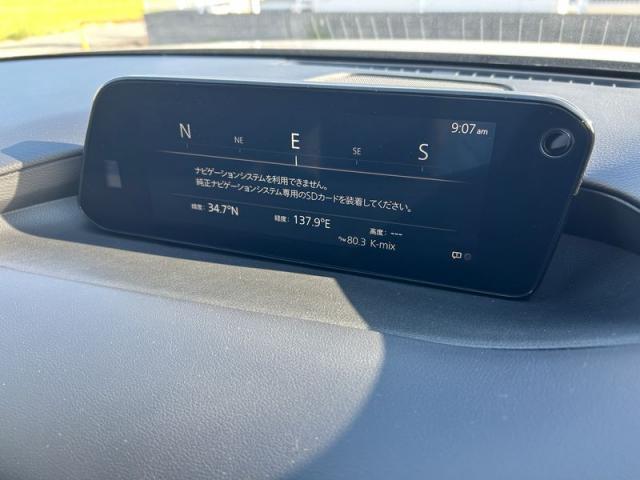 9:07am
N NE E SE S
ナビゲーションシステムを利用できません。
純正ナビゲーションシステム専用のSDカードを装着してください。
緯度: 34.7°N 経度: 137.9°E 高度: ---
80.3 K-mix